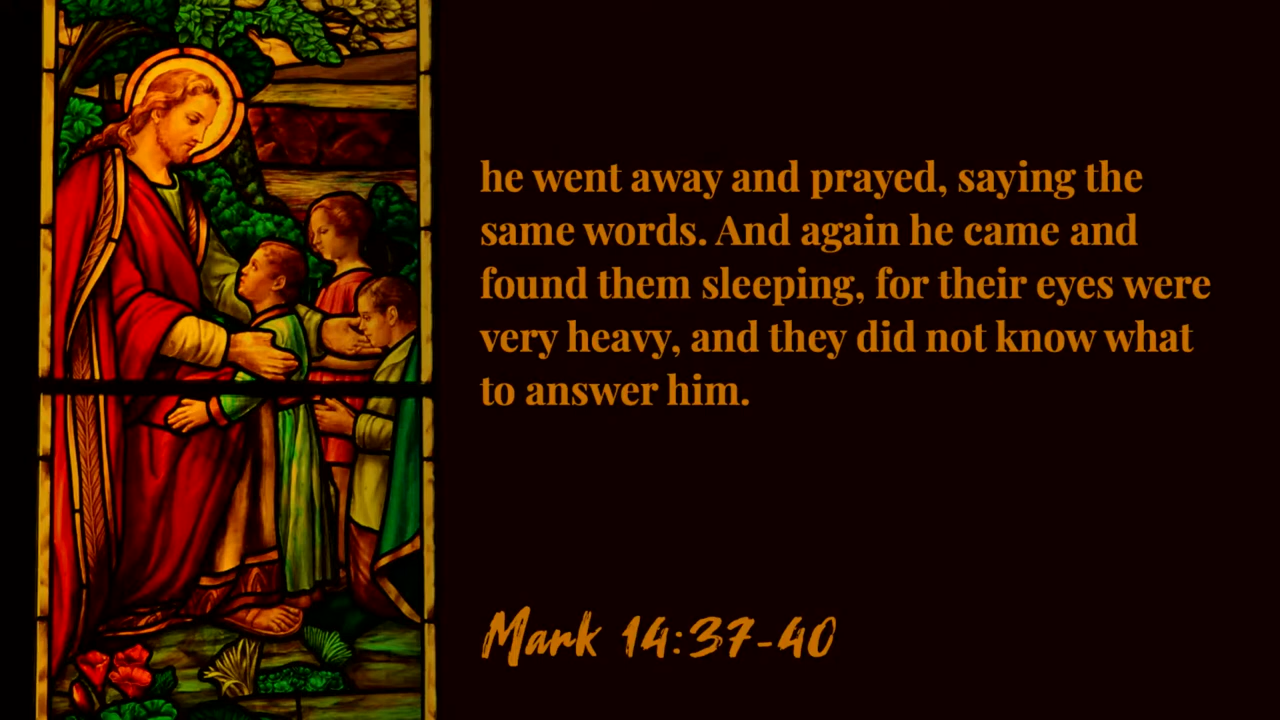 he went away and prayed, saying the
same words. And again he came and
found them sleeping, for their eyes were
very heavy, and they did not know what
to answer him.
Mark 14:37-40